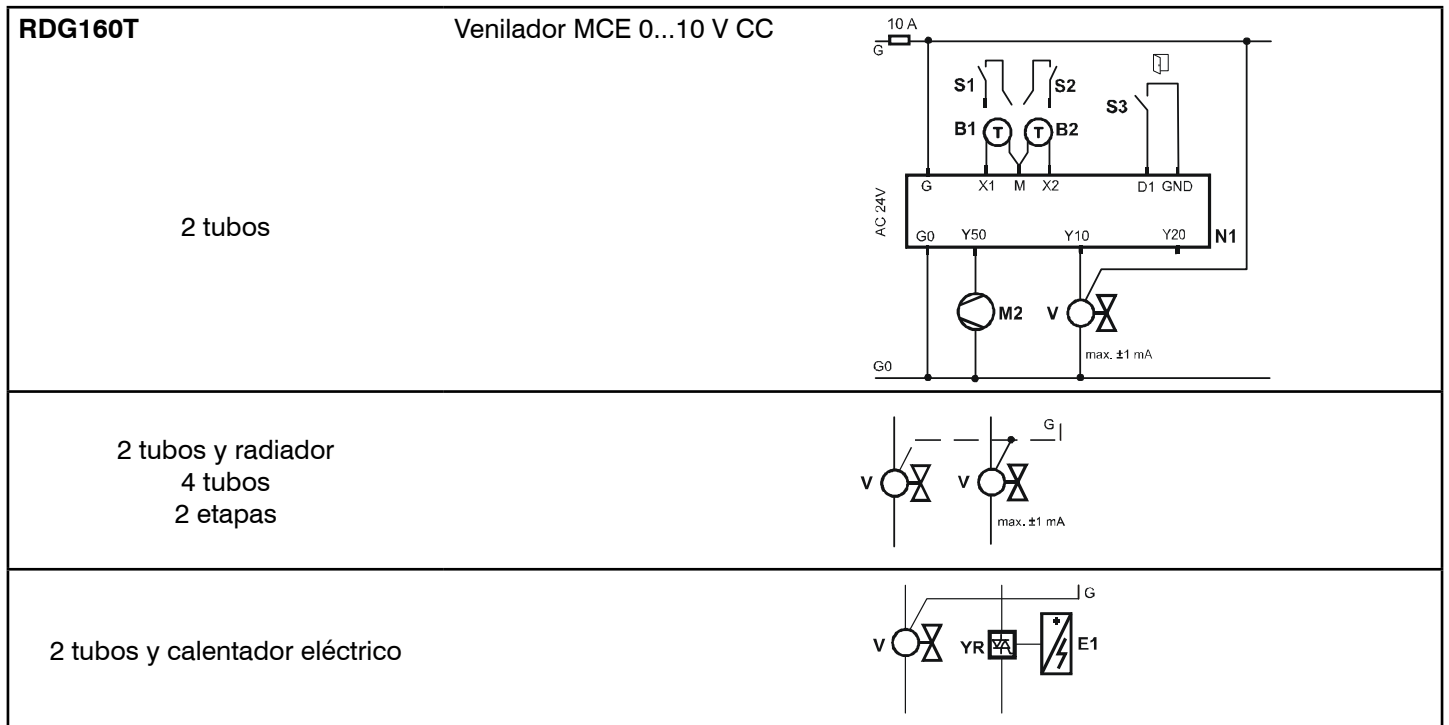 RDG160T
Venilador MCE 0...10 V CC
2 tubos
10 A
G
S1 S2
S3
B1 T T B2
G X1 M X2 D1 GND
AC 24V
G0 Y50 Y10 Y20 N1
M2 V
max. ±1 mA
G0
2 tubos y radiador
4 tubos
2 etapas
G
V V
max. ±1 mA
2 tubos y calentador eléctrico
G
V YR E1